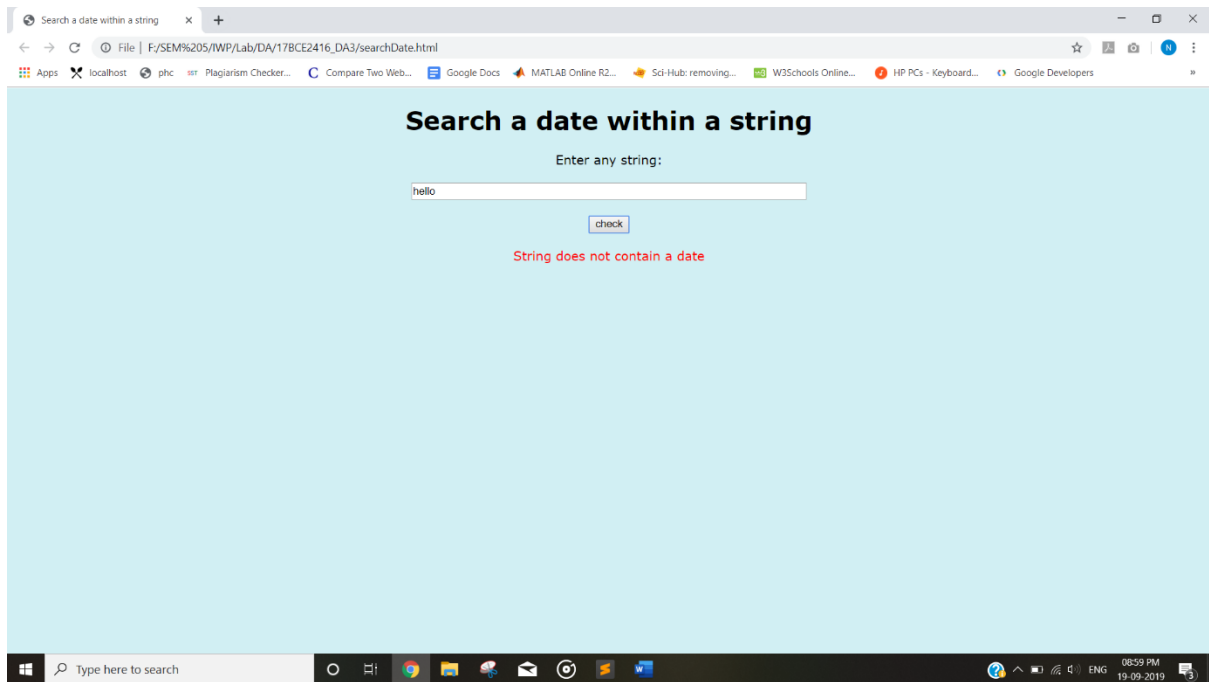 Search a date within a string
File | F:/SEM%205/IWP/Lab/DA/17BCE2416_DA3/searchDate.html
N
Apps localhost phc Plagiarism Checker... Compare Two Web... Google Docs MATLAB Online R2... Sci-Hub: removing... W3Schools Online... HP PCs - Keyboard... Google Developers »
Search a date within a string
Enter any string:
hello
check
String does not contain a date
Type here to search
ENG
08:59 PM
19-09-2019
3